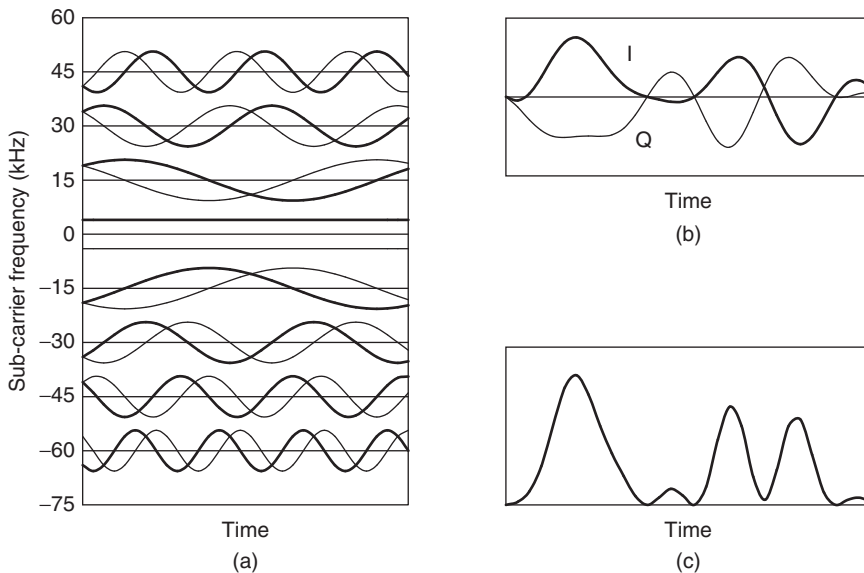 Sub-carrier frequency (kHz)
60
45
30
15
0
−15
−30
−45
−60
−75
Time
(a)
I
Q
Time
(b)
Time
(c)